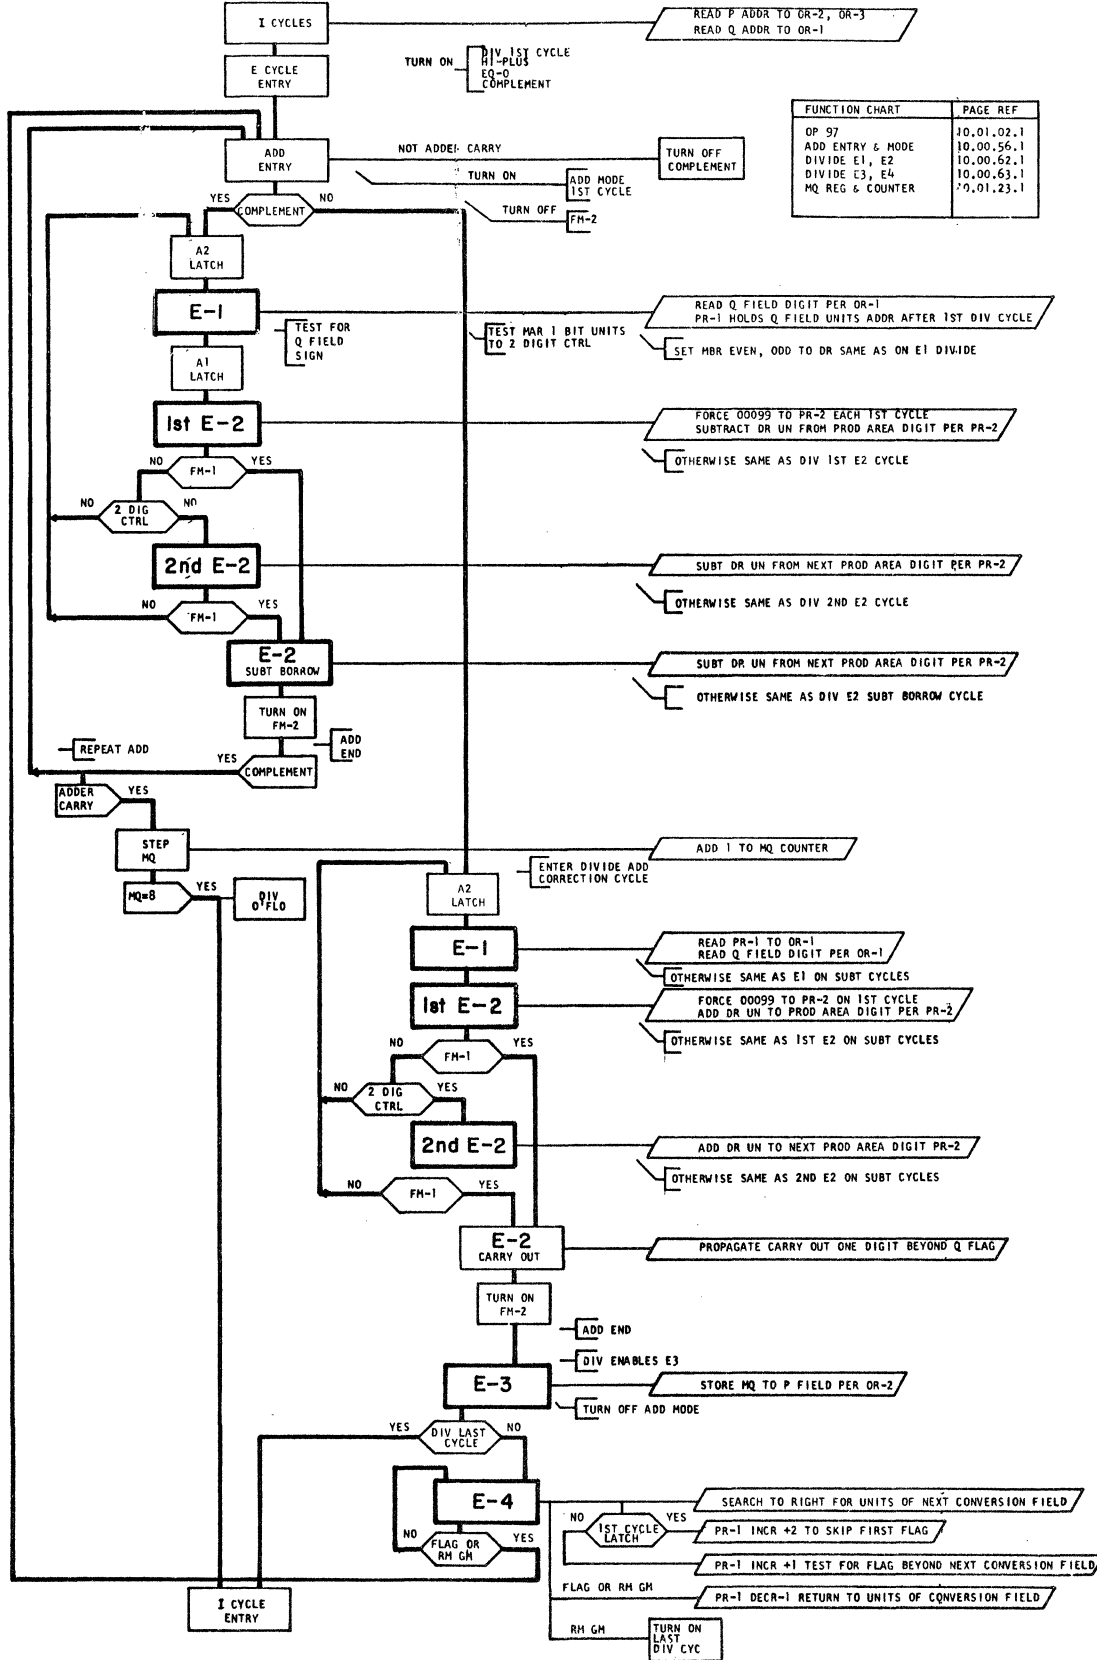 I CYCLES
READ P ADDR TO OR-2, OR-3
READ Q ADDR TO OR-1
E CYCLE
ENTRY
TURN ON
DIV 1ST CYCLE
HI-PLUS
EQ-0
COMPLEMENT
FUNCTION CHART PAGE REF
OP 97 10.01.02.1
ADD ENTRY & MODE 10.00.56.1
DIVIDE E1, E2 10.00.62.1
DIVIDE E3, E4 10.00.63.1
MQ REG & COUNTER 10.01.23.1
ADD
ENTRY
NOT ADDER CARRY
TURN OFF
COMPLEMENT
TURN ON
ADD MODE
1ST CYCLE
TURN OFF
FM-2
YES
COMPLEMENT
NO
A2
LATCH
E-1
READ Q FIELD DIGIT PER OR-1
PR-1 HOLDS Q FIELD UNITS ADDR AFTER 1ST DIV CYCLE
TEST FOR
Q FIELD
SIGN
TEST MAR 1 BIT UNITS
TO 2 DIGIT CTRL
SET MBR EVEN, ODD TO DR SAME AS ON E1 DIVIDE
A1
LATCH
1st E-2
FORCE 00099 TO PR-2 EACH 1ST CYCLE
SUBTRACT DR UN FROM PROD AREA DIGIT PER PR-2
OTHERWISE SAME AS DIV 1ST E2 CYCLE
NO
FM-1
YES
NO
2 DIG
CTRL
NO
2nd E-2
SUBT DR UN FROM NEXT PROD AREA DIGIT PER PR-2
OTHERWISE SAME AS DIV 2ND E2 CYCLE
NO
FM-1
YES
E-2
SUBT BORROW
SUBT DR UN FROM NEXT PROD AREA DIGIT PER PR-2
OTHERWISE SAME AS DIV E2 SUBT BORROW CYCLE
TURN ON
FM-2
ADD
END
REPEAT ADD
YES
COMPLEMENT
ADDER
CARRY
YES
STEP
MQ
ADD 1 TO MQ COUNTER
MQ=8
YES
DIV
O'FLO
ENTER DIVIDE ADD
CORRECTION CYCLE
A2
LATCH
E-1
READ PR-1 TO OR-1
READ Q FIELD DIGIT PER OR-1
OTHERWISE SAME AS E1 ON SUBT CYCLES
1st E-2
FORCE 00099 TO PR-2 ON 1ST CYCLE
ADD DR UN TO PROD AREA DIGIT PER PR-2
OTHERWISE SAME AS 1ST E2 ON SUBT CYCLES
NO
FM-1
YES
NO
2 DIG
CTRL
YES
2nd E-2
ADD DR UN TO NEXT PROD AREA DIGIT PR-2
OTHERWISE SAME AS 2ND E2 ON SUBT CYCLES
NO
FM-1
YES
E-2
CARRY OUT
PROPAGATE CARRY OUT ONE DIGIT BEYOND Q FLAG
TURN ON
FM-2
ADD END
DIV ENABLES E3
E-3
STORE MQ TO P FIELD PER OR-2
TURN OFF ADD MODE
YES
DIV LAST
CYCLE
NO
E-4
SEARCH TO RIGHT FOR UNITS OF NEXT CONVERSION FIELD
NO
1ST CYCLE
LATCH
YES
PR-1 INCR +2 TO SKIP FIRST FLAG
NO
FLAG OR
RM GM
YES
PR-1 INCR +1 TEST FOR FLAG BEYOND NEXT CONVERSION FIELD
FLAG OR RM GM
PR-1 DECR-1 RETURN TO UNITS OF CONVERSION FIELD
I CYCLE
ENTRY
RM GM
TURN ON
LAST
DIV CYC